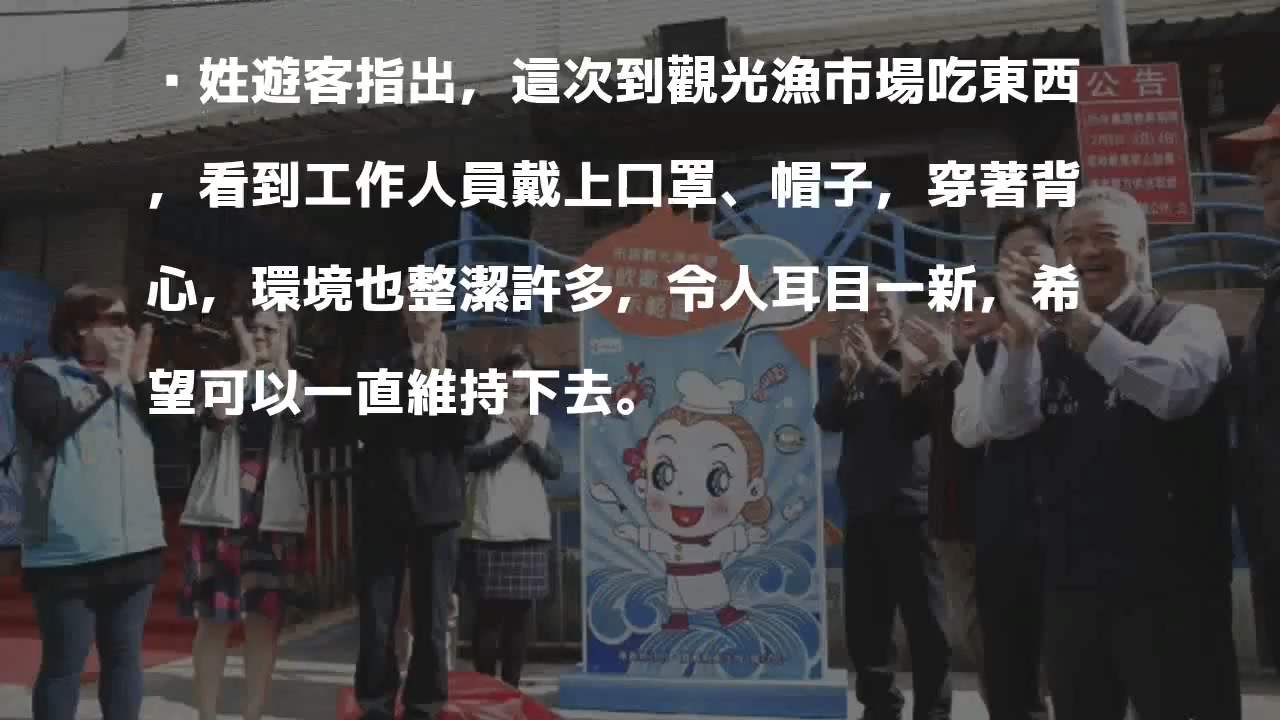 ▪姓遊客指出，這次到觀光漁市場吃東西
，看到工作人員戴上口罩、帽子，穿著背
心，環境也整潔許多，令人耳目一新，希
望可以一直維持下去。
公告